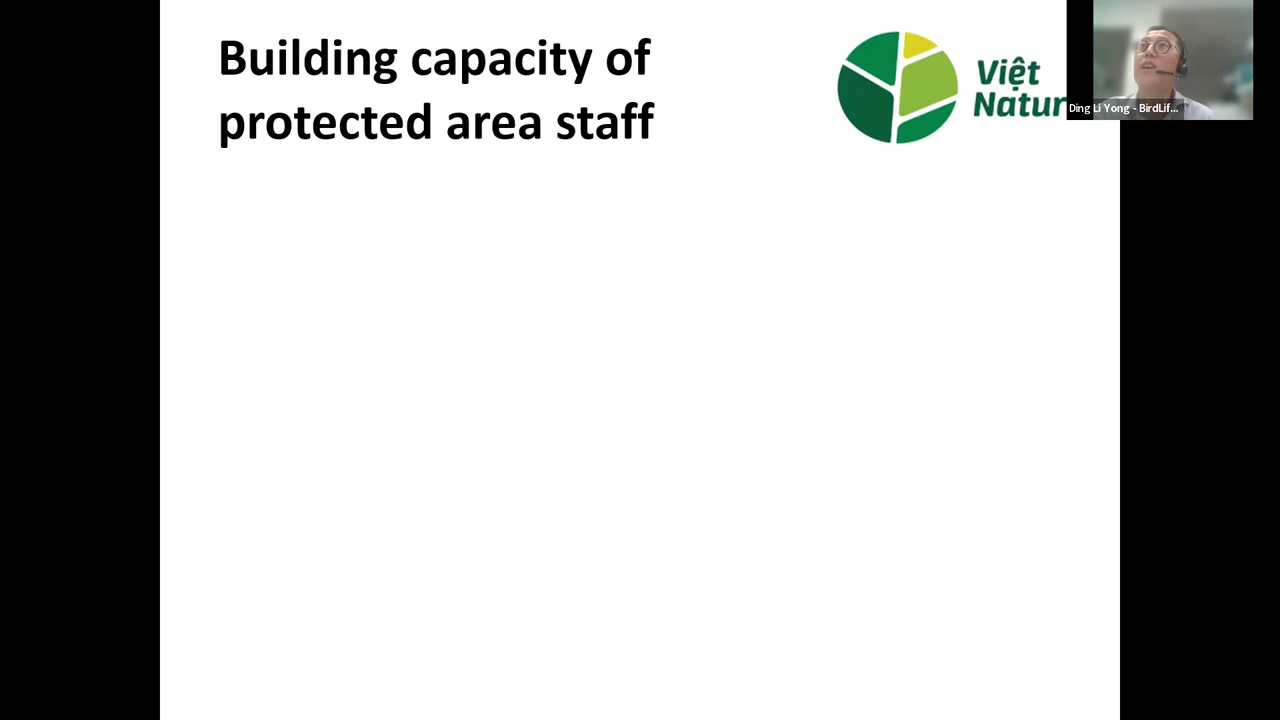 Building capacity of
protected area staff
Việt
Natur
Ding Li Yong - BirdLif...